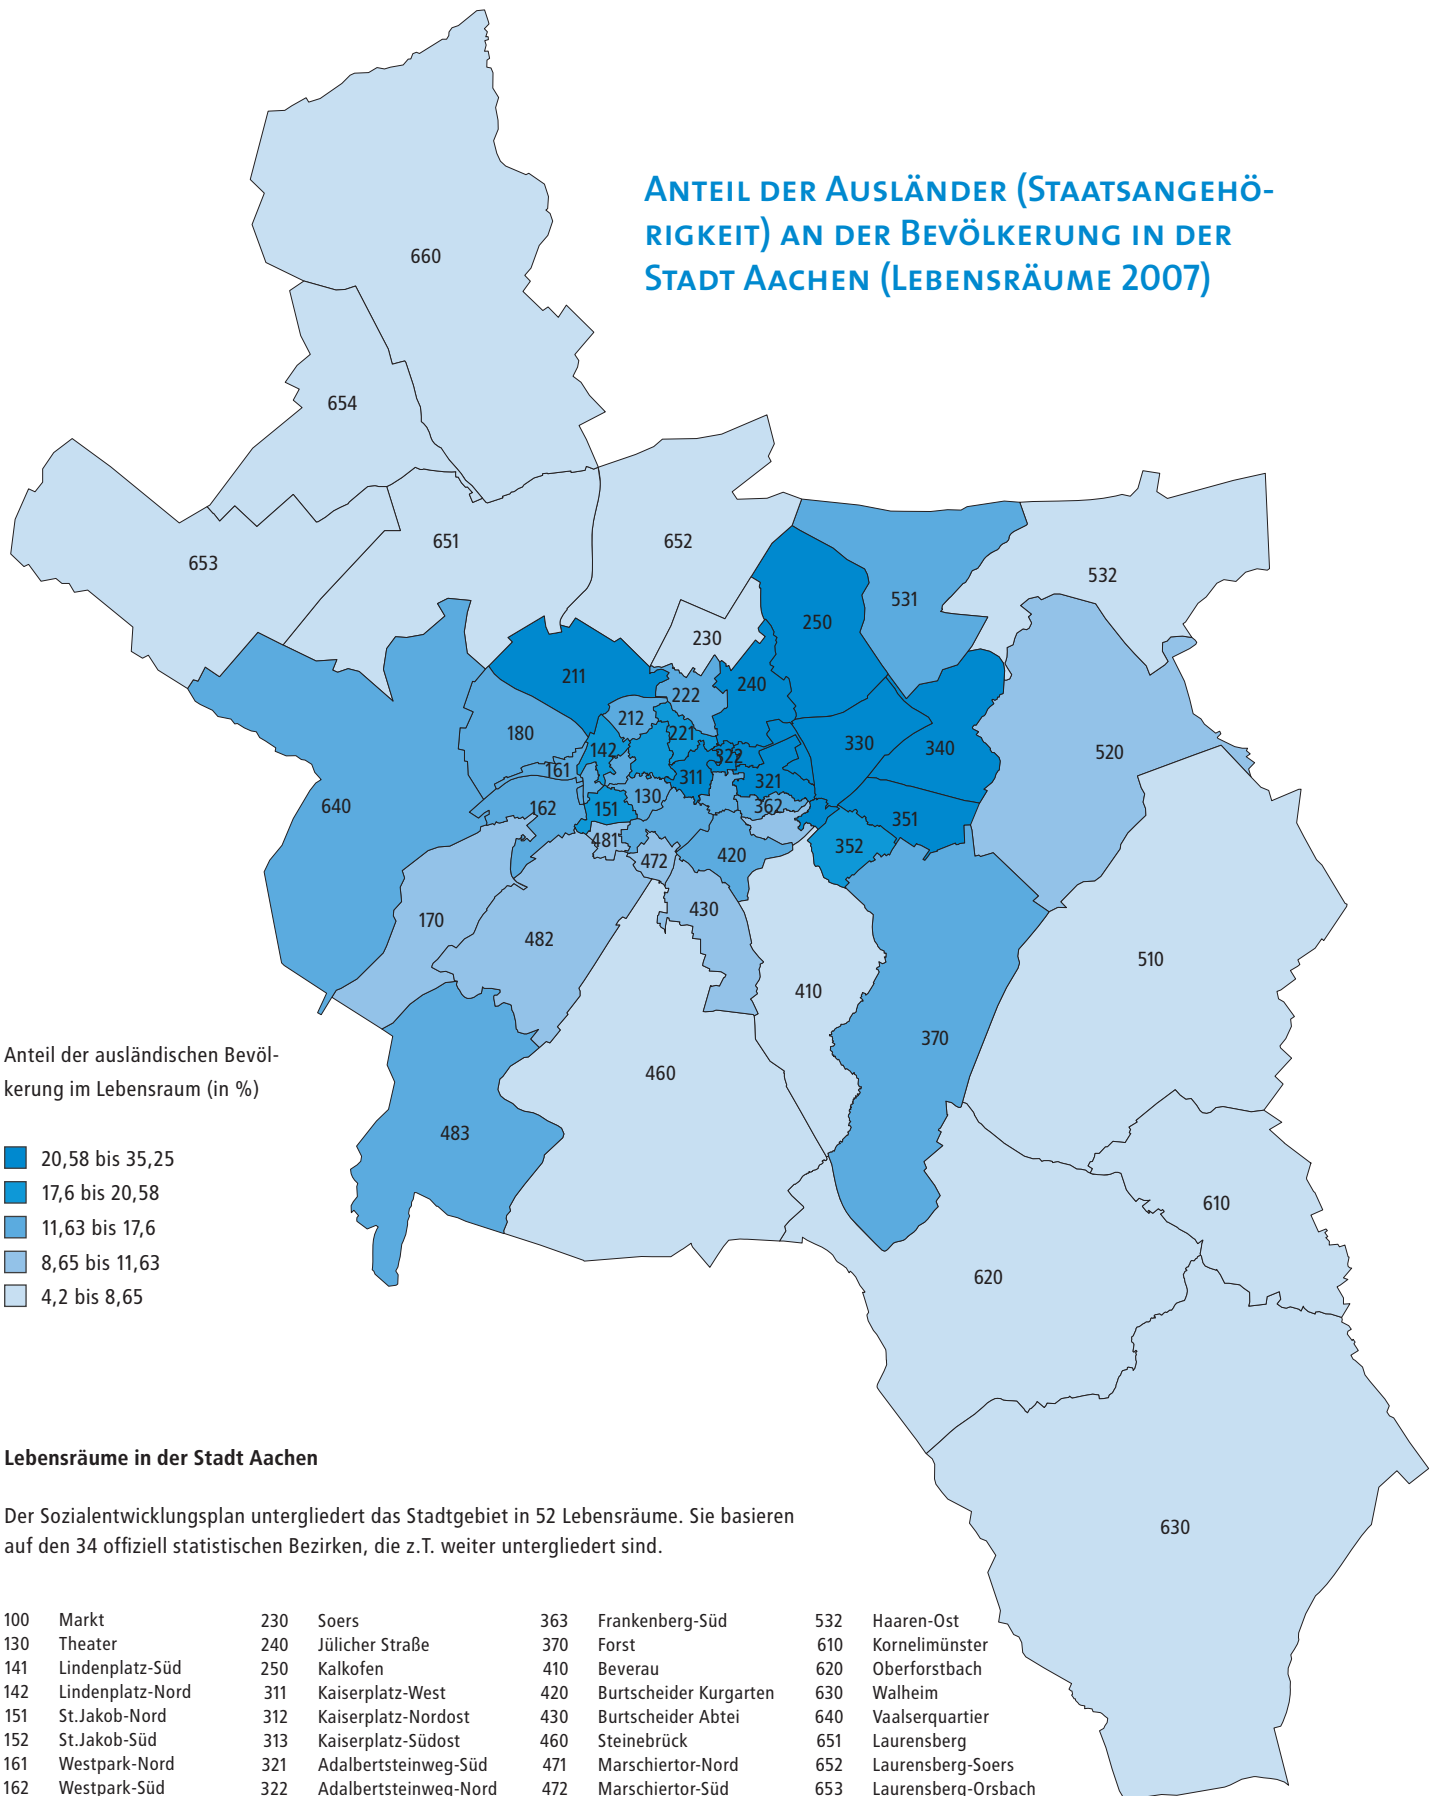 ANTEIL DER AUSLÄNDER (STAATSANGEHÖ-
RIGKEIT) AN DER BEVÖLKERUNG IN DER
STADT AACHEN (LEBENSRÄUME 2007)
660
654
653
651
652
532
531
250
230
211
240
222
212
180
221
142
322
330
340
520
161
311
321
640
162
151
130
362
351
481
472
420
352
170
430
482
510
410
370
460
483
610
620
630
Anteil der ausländischen Bevöl-
kerung im Lebensraum (in %)
20,58 bis 35,25
17,6 bis 20,58
11,63 bis 17,6
8,65 bis 11,63
4,2 bis 8,65
Lebensräume in der Stadt Aachen
Der Sozialentwicklungsplan untergliedert das Stadtgebiet in 52 Lebensräume. Sie basieren
auf den 34 offiziell statistischen Bezirken, die z.T. weiter untergliedert sind.
100 Markt
130 Theater
141 Lindenplatz-Süd
142 Lindenplatz-Nord
151 St.Jakob-Nord
152 St.Jakob-Süd
161 Westpark-Nord
162 Westpark-Süd
230 Soers
240 Jülicher Straße
250 Kalkofen
311 Kaiserplatz-West
312 Kaiserplatz-Nordost
313 Kaiserplatz-Südost
321 Adalbertsteinweg-Süd
322 Adalbertsteinweg-Nord
363 Frankenberg-Süd
370 Forst
410 Beverau
420 Burtscheider Kurgarten
430 Burtscheider Abtei
460 Steinebrück
471 Marschiertor-Nord
472 Marschiertor-Süd
532 Haaren-Ost
610 Kornelimünster
620 Oberforstbach
630 Walheim
640 Vaalserquartier
651 Laurensberg
652 Laurensberg-Soers
653 Laurensberg-Orsbach